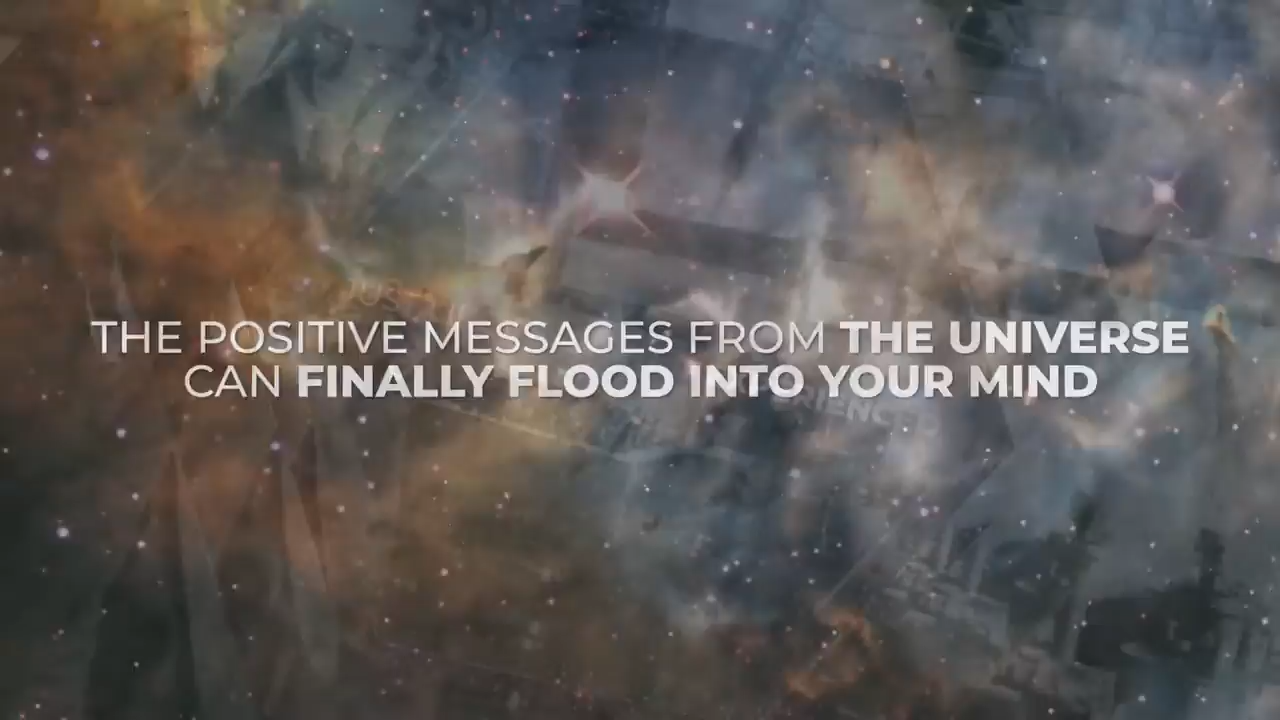 THE POSITIVE MESSAGES FROM THE UNIVERSE
CAN FINALLY FLOOD INTO YOUR MIND